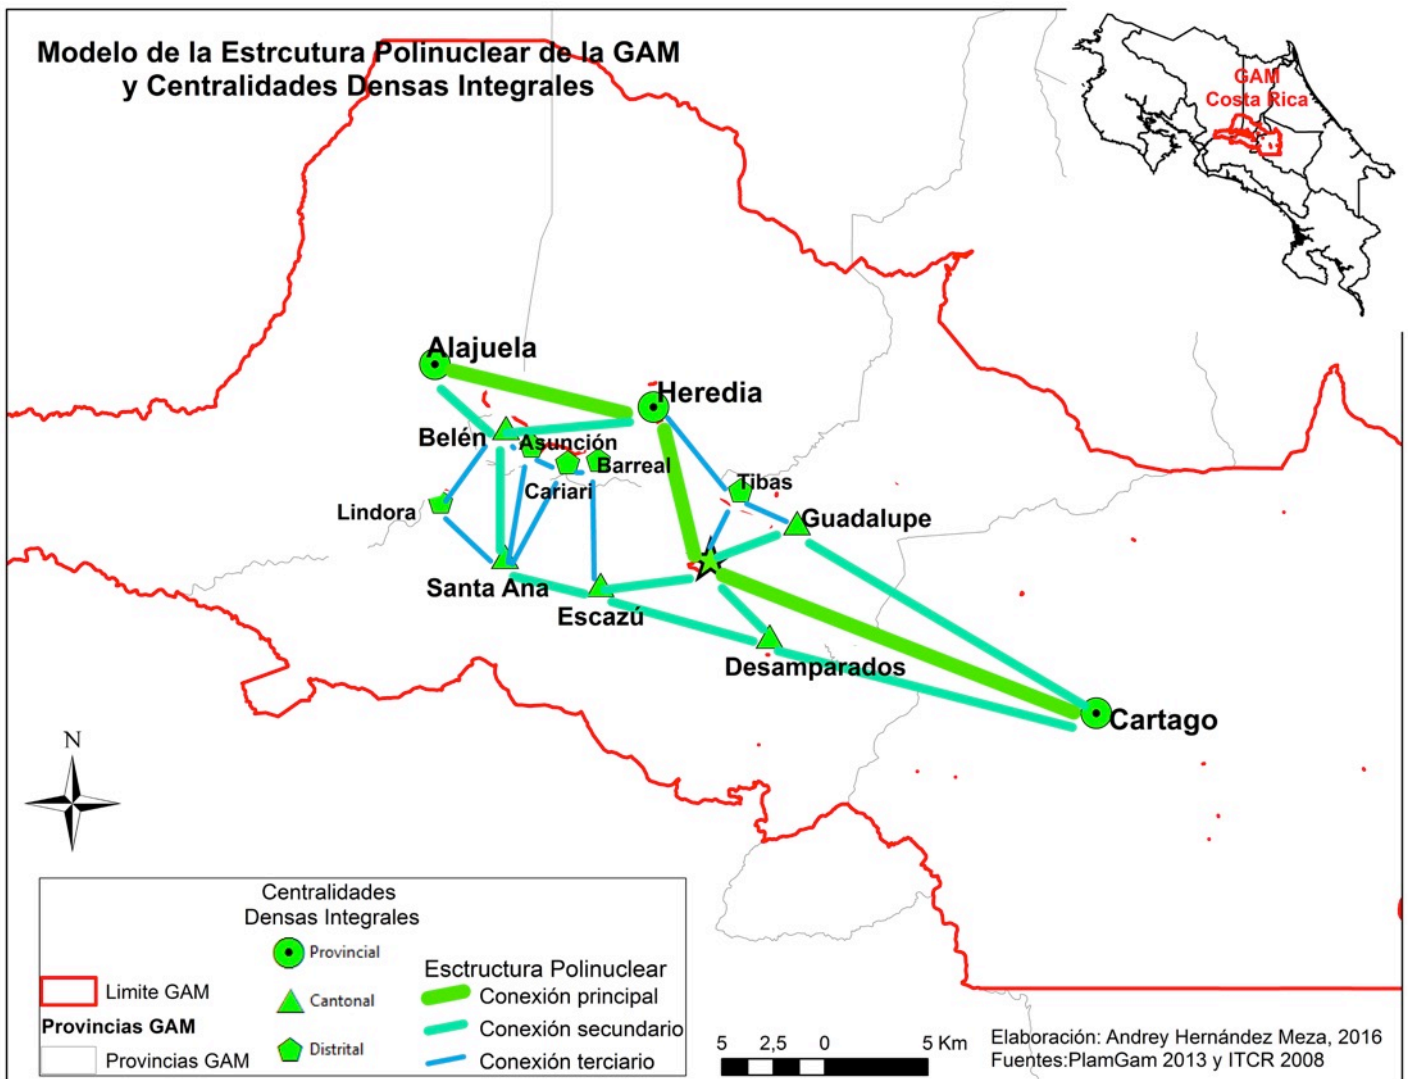 Modelo de la Estrcutura Polinuclear de la GAM
y Centralidades Densas Integrales
GAM
Costa Rica
Alajuela
Heredia
Belén
Asunción
Barreal
Cariari
Tibas
Lindora
Guadalupe
Santa Ana
Escazú
Desamparados
Cartago
N
Centralidades
Densas Integrales
Provincial
Cantonal
Distrital
Limite GAM
Provincias GAM
Provincias GAM
Esctructura Polinuclear
Conexión principal
Conexión secundario
Conexión terciario
5 2,5 0 5 Km
Elaboración: Andrey Hernández Meza, 2016
Fuentes:PlamGam 2013 y ITCR 2008